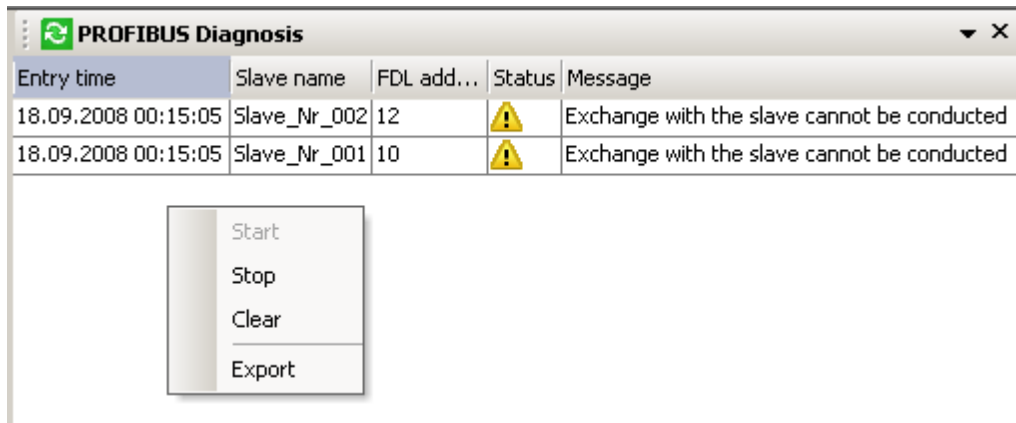 PROFIBUS Diagnosis
Entry time Slave name FDL add... Status Message
18.09.2008 00:15:05 Slave_Nr_002 12 Exchange with the slave cannot be conducted
18.09.2008 00:15:05 Slave_Nr_001 10 Exchange with the slave cannot be conducted
Start
Stop
Clear
Export